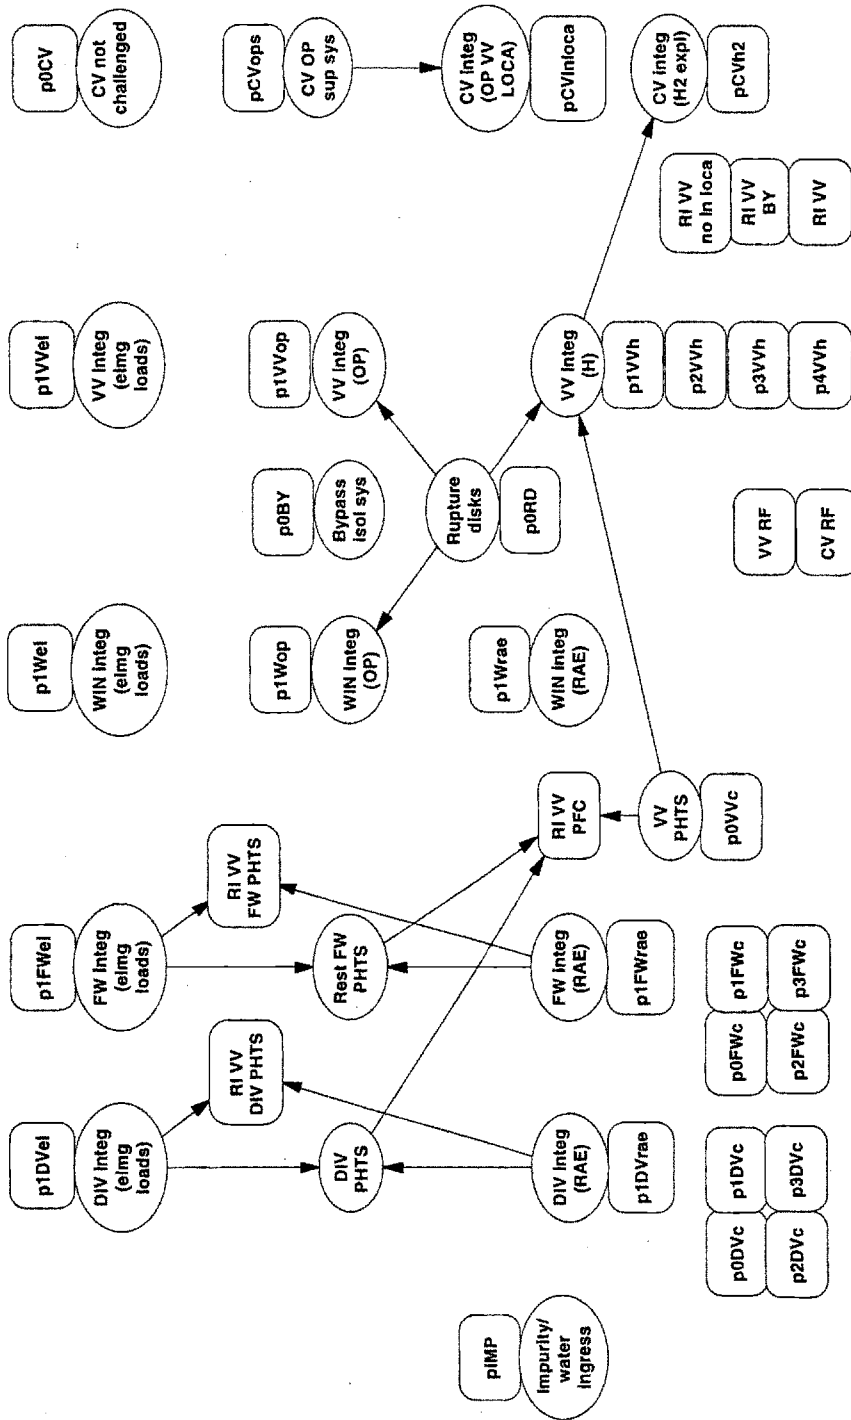 p1DVel
DIV integ
(elmg
loads)
p1FWel
FW integ
(elmg
loads)
p1Wel
WIN integ
(elmg
loads)
p1VVel
VV integ
(elmg
loads)
p0CV
CV not
challenged
RI VV
DIV PHTS
RI VV
FW PHTS
pCVops
CV OP
sup sys
DIV
PHTS
Rest FW
PHTS
p1Wop
WIN integ
(OP)
p0BY
Bypass
isol sys
p1VVop
VV integ
(OP)
Rupture
disks
p0RD
CV integ
(OP VV
LOCA)
pCVinloca
pIMP
Impurity/
water
ingress
DIV integ
(RAE)
p1DVrae
FW integ
(RAE)
p1FWrae
RI VV
PFC
p1Wrae
WIN integ
(RAE)
VV
PHTS
p0VVc
VV integ
(H)
p1VVh
p2VVh
p3VVh
p4VVh
CV integ
(H2 expl)
pCVh2
RI VV
no in loca
RI VV
BY
RI VV
p0DVc
p1DVc
p2DVc
p3DVc
p0FWc
p1FWc
p2FWc
p3FWc
VV RF
CV RF